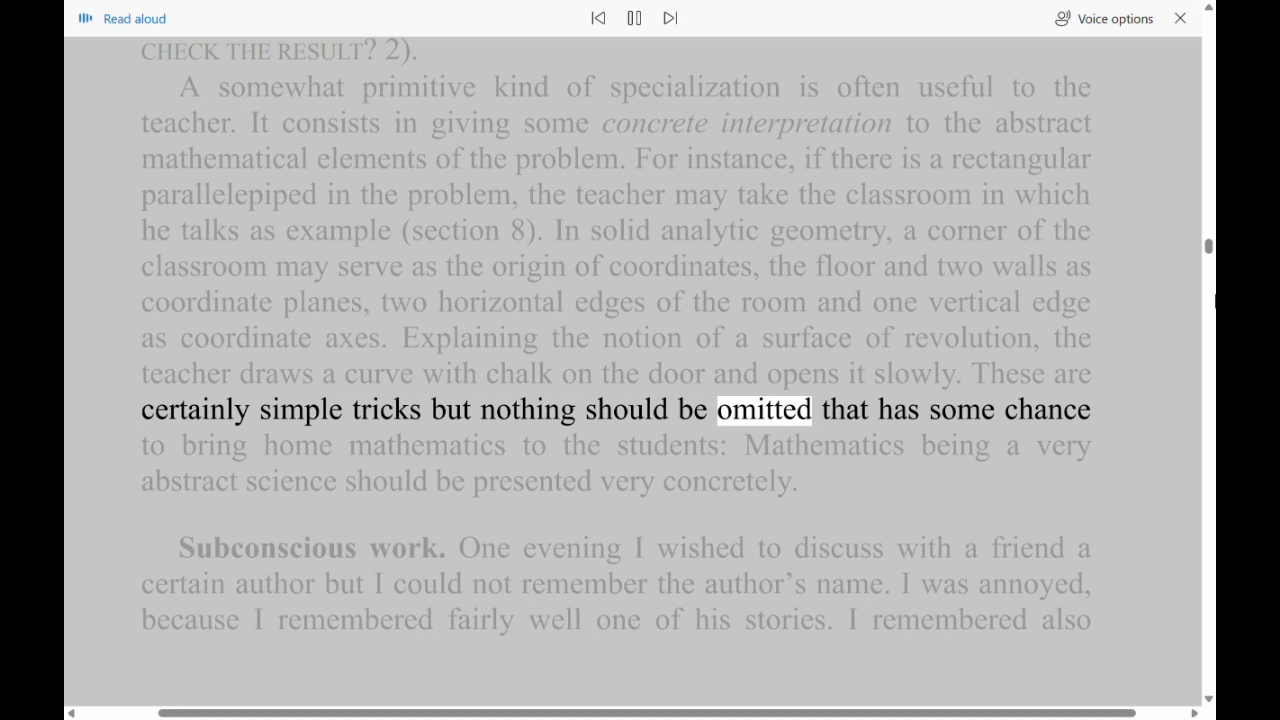 Read aloud
Voice options
CHECK THE RESULT? 2).
A somewhat primitive kind of specialization is often useful to the
teacher. It consists in giving some concrete interpretation to the abstract
mathematical elements of the problem. For instance, if there is a rectangular
parallelepiped in the problem, the teacher may take the classroom in which
he talks as example (section 8). In solid analytic geometry, a corner of the
classroom may serve as the origin of coordinates, the floor and two walls as
coordinate planes, two horizontal edges of the room and one vertical edge
as coordinate axes. Explaining the notion of a surface of revolution, the
teacher draws a curve with chalk on the door and opens it slowly. These are
certainly simple tricks but nothing should be omitted that has some chance
to bring home mathematics to the students: Mathematics being a very
abstract science should be presented very concretely.
Subconscious work. One evening I wished to discuss with a friend a
certain author but I could not remember the author’s name. I was annoyed,
because I remembered fairly well one of his stories. I remembered also